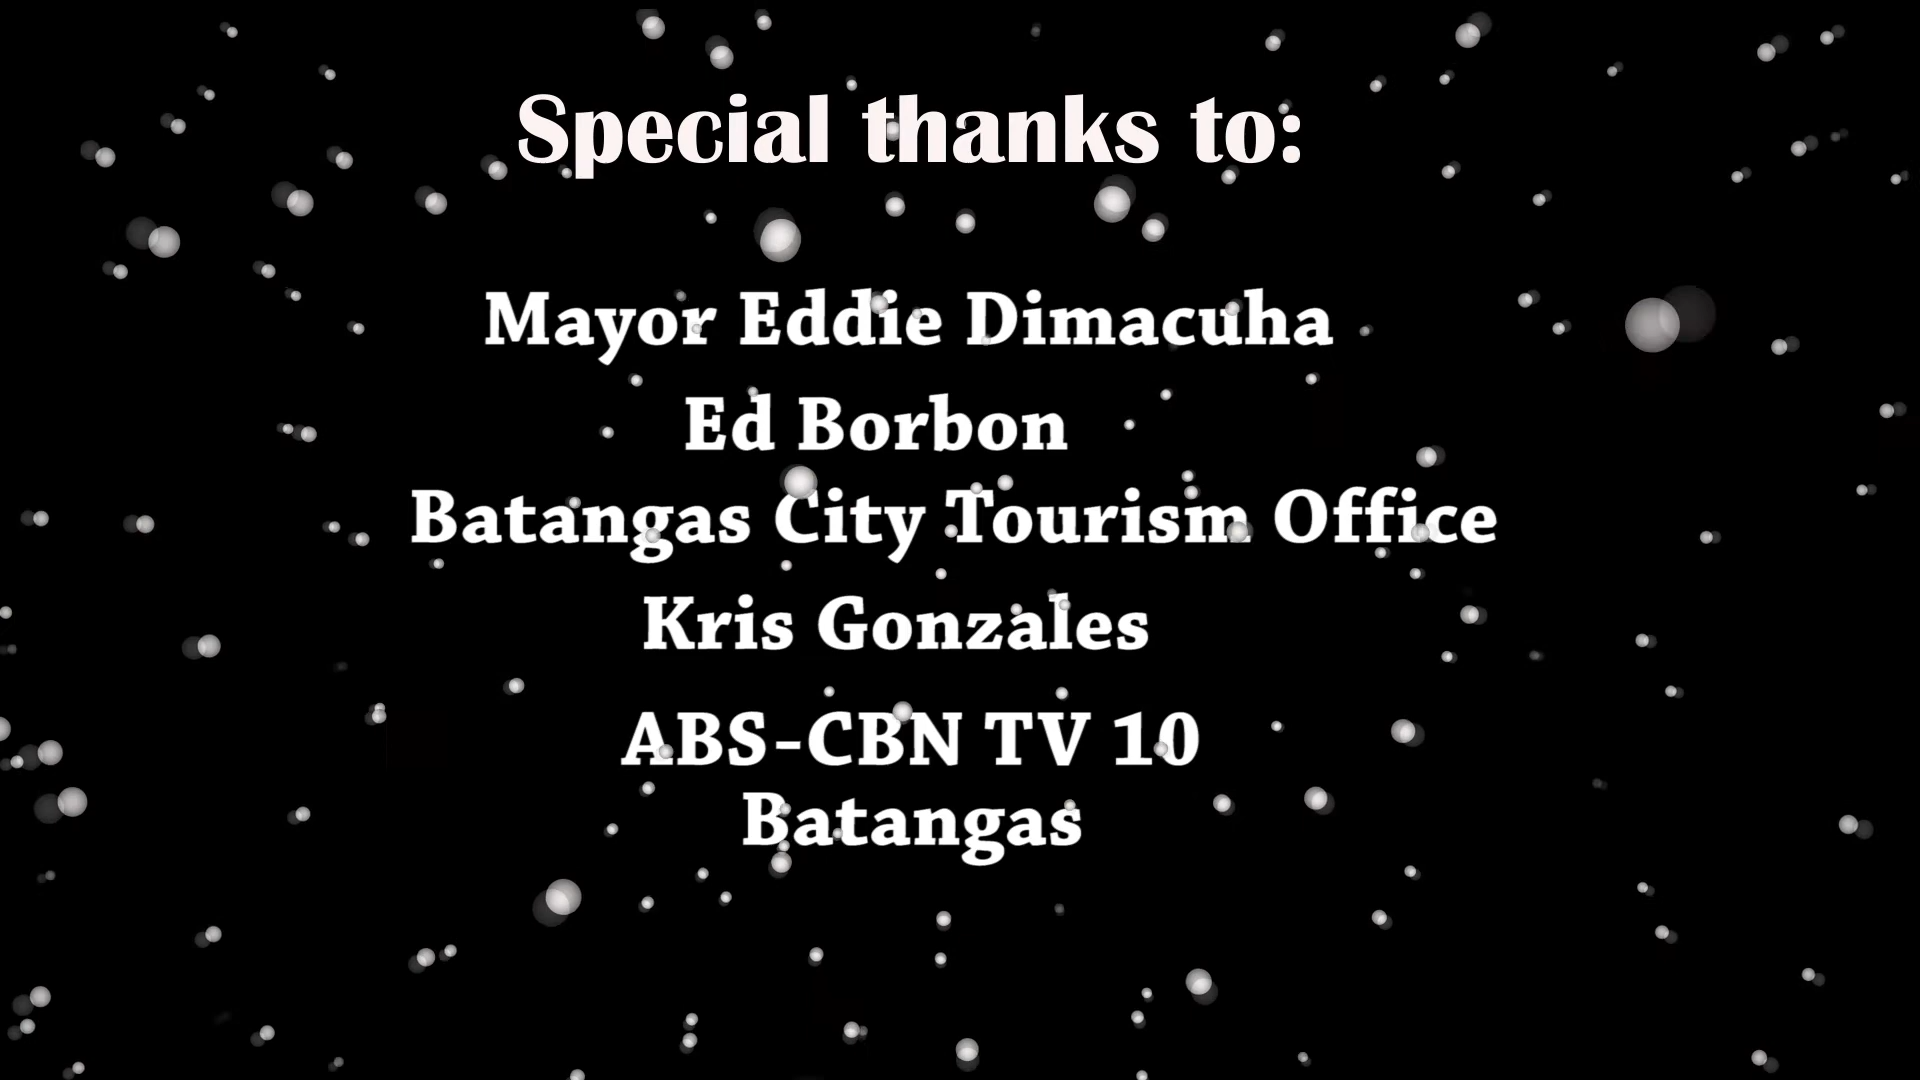 Special thanks to:
Mayor Eddie Dimacuha
Ed Borbon
Batangas City Tourism Office
Kris Gonzales
ABS-CBN TV 10
Batangas